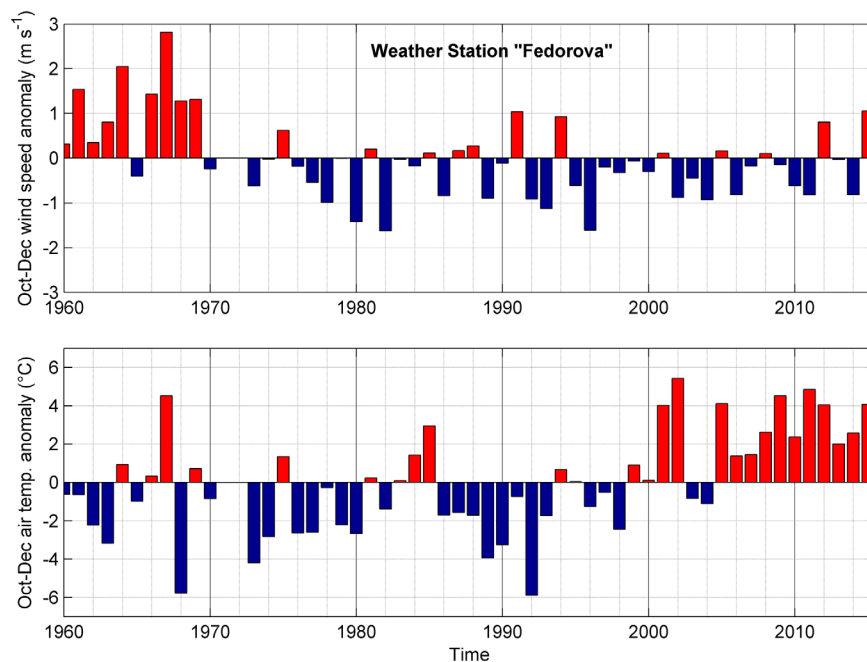 Weather Station "Fedorova"
Oct-Dec wind speed anomaly (m s⁻¹)
3
2
1
0
-1
-2
-3
1960 1970 1980 1990 2000 2010
Oct-Dec air temp. anomaly (°C)
6
4
2
0
-2
-4
-6
1960 1970 1980 1990 2000 2010
Time